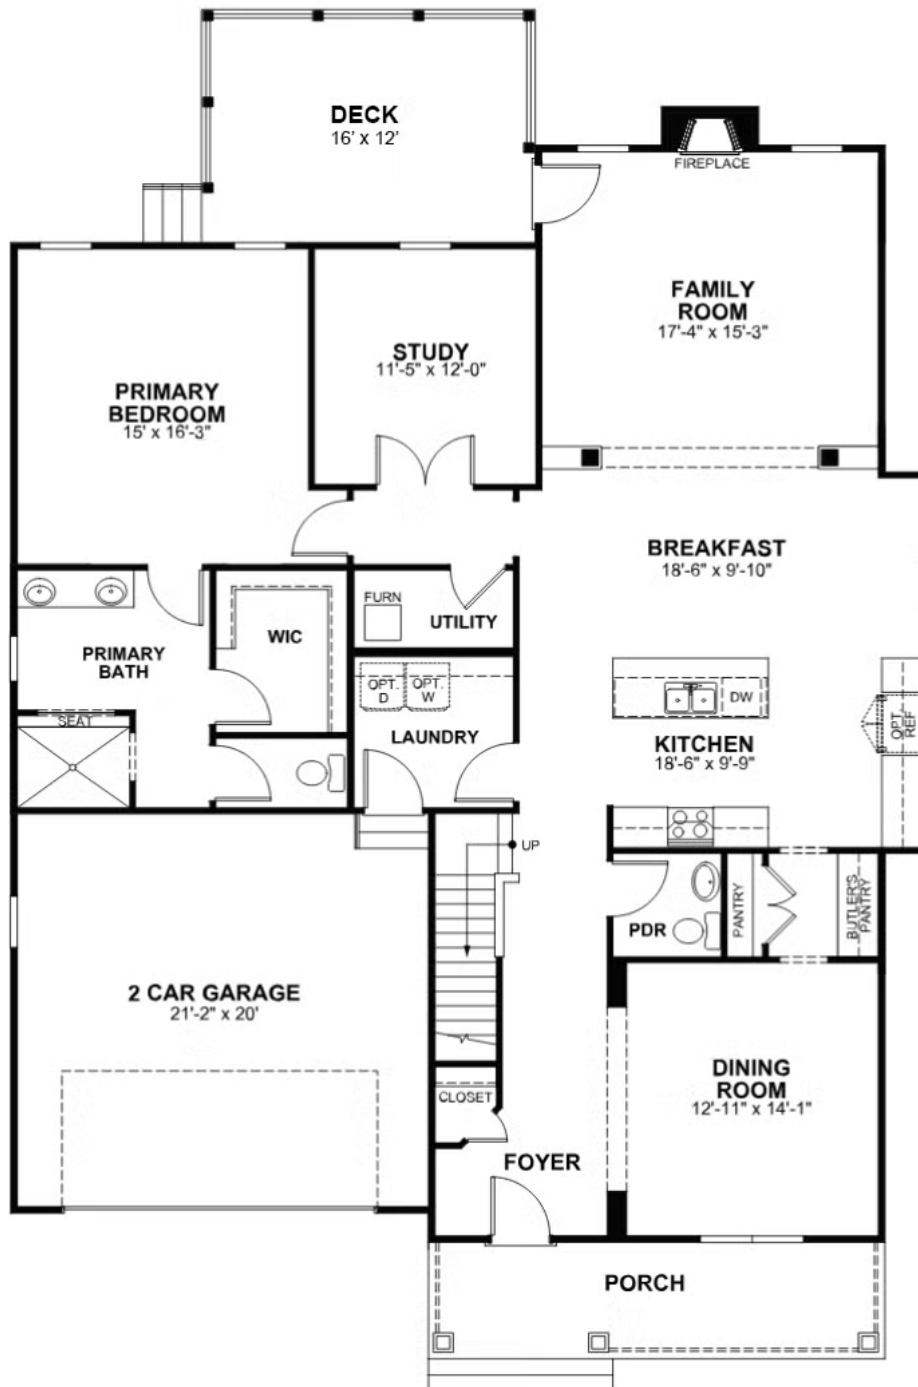 DECK
16' x 12'
FIREPLACE
FAMILY
ROOM
17'-4" x 15'-3"
STUDY
11'-5" x 12'-0"
PRIMARY
BEDROOM
15' x 16'-3"
BREAKFAST
18'-6" x 9'-10"
FURN
UTILITY
WIC
PRIMARY
BATH
OPT.
D
OPT.
W
DW
SEAT
LAUNDRY
KITCHEN
18'-6" x 9'-9"
OPT.
REF
UP
PDR
PANTRY
BUTLER'S
PANTRY
2 CAR GARAGE
21'-2" x 20'
DINING
ROOM
12'-11" x 14'-1"
CLOSET
FOYER
PORCH